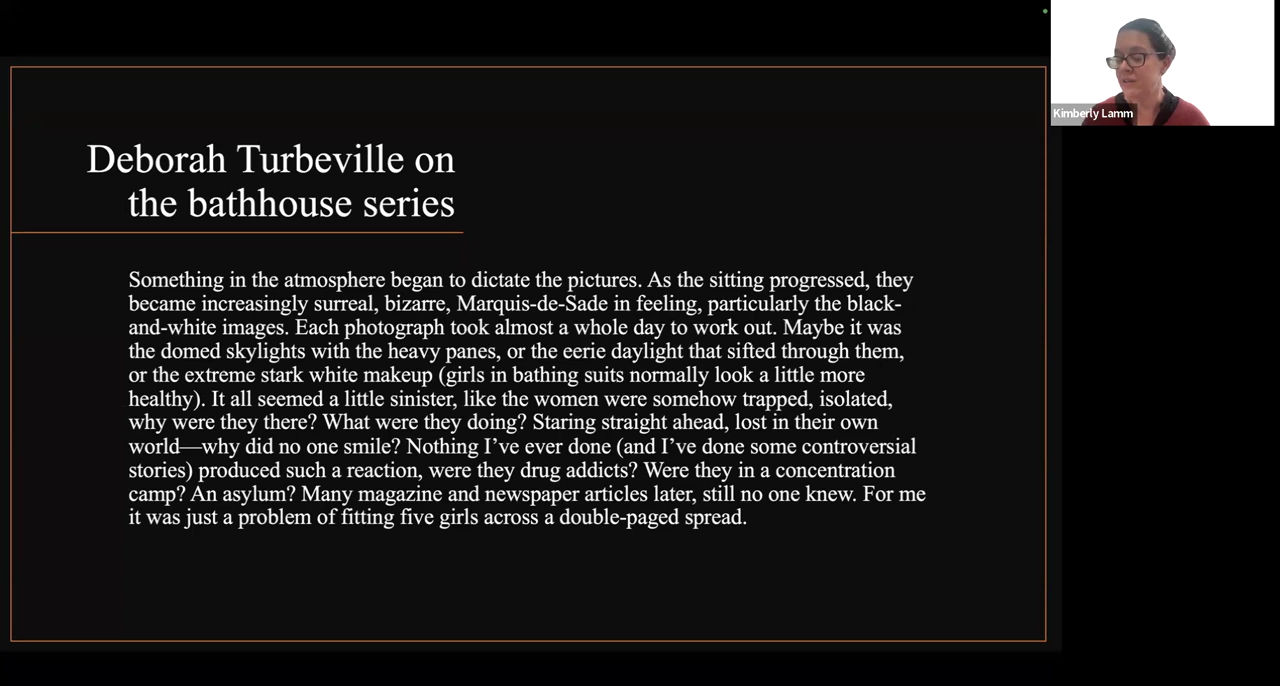 Kimberly Lamm
Deborah Turbeville on
the bathhouse series
Something in the atmosphere began to dictate the pictures. As the sitting progressed, they
became increasingly surreal, bizarre, Marquis-de-Sade in feeling, particularly the black-
and-white images. Each photograph took almost a whole day to work out. Maybe it was
the domed skylights with the heavy panes, or the eerie daylight that sifted through them,
or the extreme stark white makeup (girls in bathing suits normally look a little more
healthy). It all seemed a little sinister, like the women were somehow trapped, isolated,
why were they there? What were they doing? Staring straight ahead, lost in their own
world—why did no one smile? Nothing I’ve ever done (and I’ve done some controversial
stories) produced such a reaction, were they drug addicts? Were they in a concentration
camp? An asylum? Many magazine and newspaper articles later, still no one knew. For me
it was just a problem of fitting five girls across a double-paged spread.